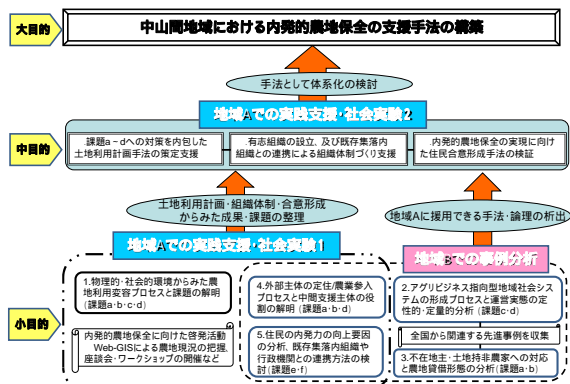 大目的
中山間地域における内発的農地保全の支援手法の構築
手法として体系化の検討
地域Aでの実践支援・社会実験2
中目的
.課題a-dへの対策を内包した
土地利用計画手法の策定支援
.有志組織の設立、及び既存集落内
組織との連携による組織体制づくり支援
.内発的農地保全の実現に向け
た住民合意形成手法の検証
土地利用計画・組織体制・合意形成
からみた成果・課題の整理
地域Aに援用できる手法・論理の析出
地域Aでの実践支援・社会実験1
地域Bでの事例分析
小目的
1.物理的・社会的環境からみた農
地利用変容プロセスと課題の解明
(課題a・b・c・d)
内発的農地保全に向けた啓発活動
Web-GISによる農地現況の把握、
座談会・ワークショップの開催など
4.外部主体の定住/農業参入
プロセスと中間支援主体の役
割の解明(課題a・b・d)
5.住民の内発力の向上要因
の分析、既存集落内組織や
行政機関との連携方法の検
討(課題e・f)
2.アグリビジネス指向型地域社会シス
テムの形成プロセスと運営実態の定
性的・定量的分析(課題c・d)
全国から関連する先進事例を収集
3.不在地主・土地持非農家への対応
と農地貸借形態の分析(課題a・b)